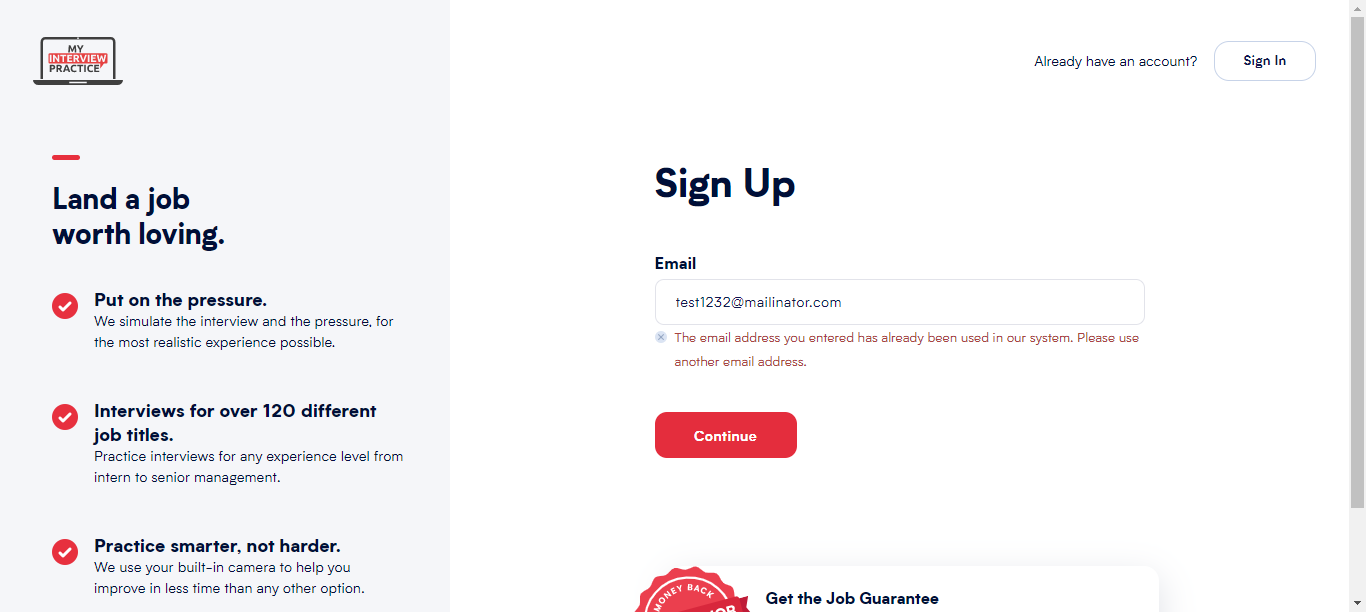 MY
INTERVIEW
PRACTICE
Already have an account?
Sign In
Land a job
worth loving.
Put on the pressure.
We simulate the interview and the pressure, for
the most realistic experience possible.
Interviews for over 120 different
job titles.
Practice interviews for any experience level from
intern to senior management.
Practice smarter, not harder.
We use your built-in camera to help you
improve in less time than any other option.
Sign Up
Email
test1232@mailinator.com
The email address you entered has already been used in our system. Please use
another email address.
Continue
MONEY BACK
Get the Job Guarantee